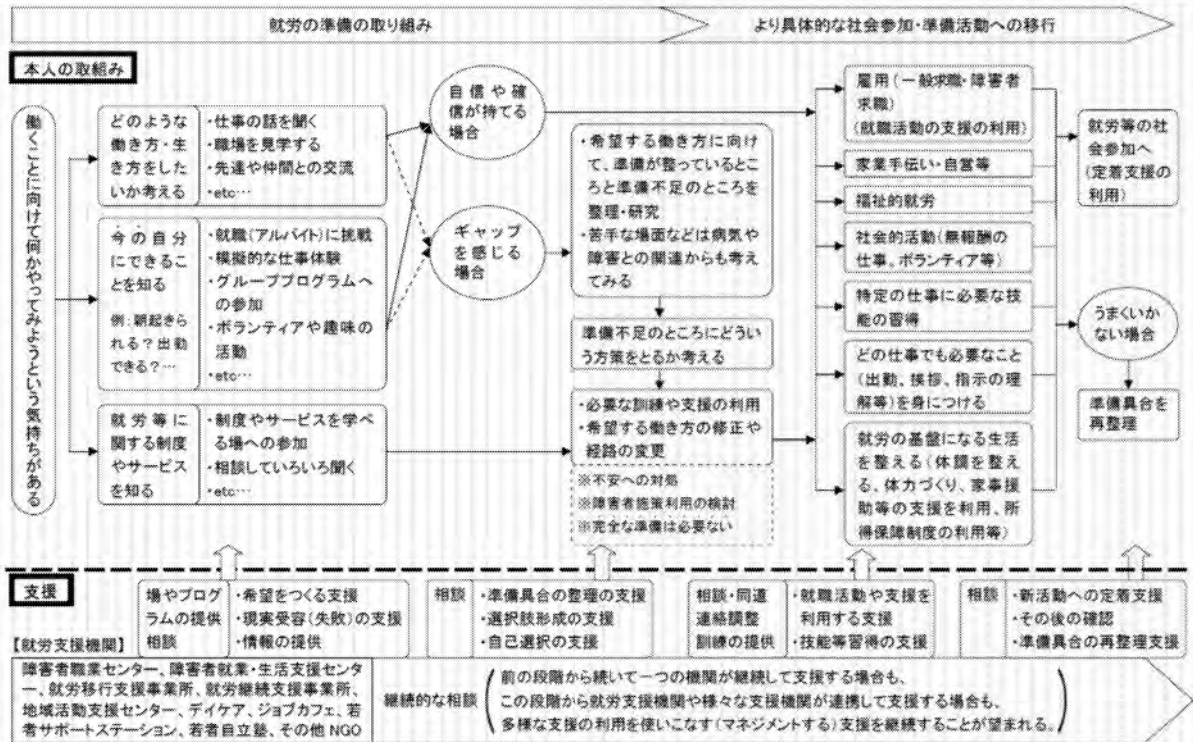 就労の準備の取り組み
より具体的な社会参加・準備活動への移行
本人の取組み
働くことに向けて何かやってみようという気持ちがある
どのような
働き方・生
き方をした
いか考える
・仕事の話を聞く
・職場を見学する
・先達や仲間との交流
・etc…
今の自分
にできるこ
とを知る
例：朝起きら
れる？出勤
できる？…
・就職(アルバイト)に挑戦
・模擬的な仕事体験
・グループプログラムへ
の参加
・ボランティアや趣味の
活動
・etc…
就労等に
関する制度
やサービス
を知る
・制度やサービスを学べ
る場への参加
・相談していろいろ聞く
・etc…
自信や確
信が持てる
場合
ギャップ
を感じる
場合
・希望する働き方に向け
て、準備が整っているとこ
ろと準備不足のところを
整理・研究
・苦手な場面などは病気や
障害との関連からも考え
てみる
準備不足のところにどうい
う方策をとるか考える
・必要な訓練や支援の利用
・希望する働き方の修正や
経路の変更
※不安への対処
※障害者施策利用の検討
※完全な準備は必要ない
雇用(一般求職・障害者
求職)
(就職活動の支援の利用)
家業手伝い・自営等
福祉的就労
社会的活動(無報酬の
仕事、ボランティア等)
特定の仕事に必要な技
能の習得
どの仕事でも必要なこと
(出勤、挨拶、指示の理
解等)を身につける
就労の基盤になる生活
を整える(体調を整え
る、体力づくり、家事援
助等の支援を利用、所
得保障制度の利用等)
就労等の社
会参加へ
(定着支援の
利用)
うまくいか
ない場合
準備具合を
再整理
支援
場やプログ
ラムの提供
相談
・希望をつくる支援
・現実受容(失敗)の支援
・情報の提供
相談
・準備具合の整理の支援
・選択肢形成の支援
・自己選択の支援
相談・同道
連絡調整
訓練の提供
・就職活動や支援を
利用する支援
・技能等習得の支援
相談
・新活動への定着支援
・その後の確認
・準備具合の再整理支援
【就労支援機関】
障害者職業センター、障害者就業・生活支援センタ
ー、就労移行支援事業所、就労継続支援事業所、
地域活動支援センター、デイケア、ジョブカフェ、若
者サポートステーション、若者自立塾、その他NGO
継続的な相談
前の段階から続いて一つの機関が継続して支援する場合も、
この段階から就労支援機関や様々な支援機関が連携して支援する場合も、
多様な支援の利用を使いこなす(マネジメントする)支援を継続することが望まれる。